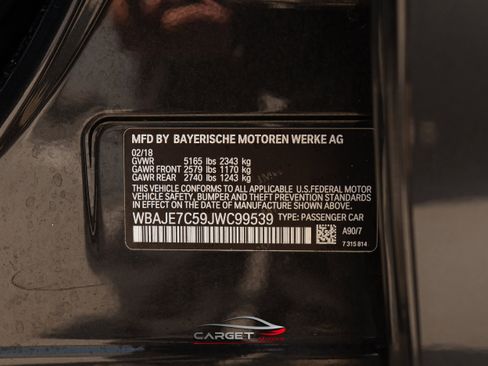 MFD BY BAYERISCHE MOTOREN WERKE AG
02/18
GVWR 5165 lbs 2343 kg
GAWR FRONT 2579 lbs 1170 kg
GAWR REAR 2740 lbs 1243 kg
THIS VEHICLE CONFORMS TO ALL APPLICABLE U.S. FEDERAL MOTOR
VEHICLE SAFETY, BUMPER AND THEFT PREVENTION STANDARDS
IN EFFECT ON THE DATE OF MANUFACTURE SHOWN ABOVE.
WBAJE7C59JWC99539 TYPE: PASSENGER CAR
A90/7
7 315 814
CARGET